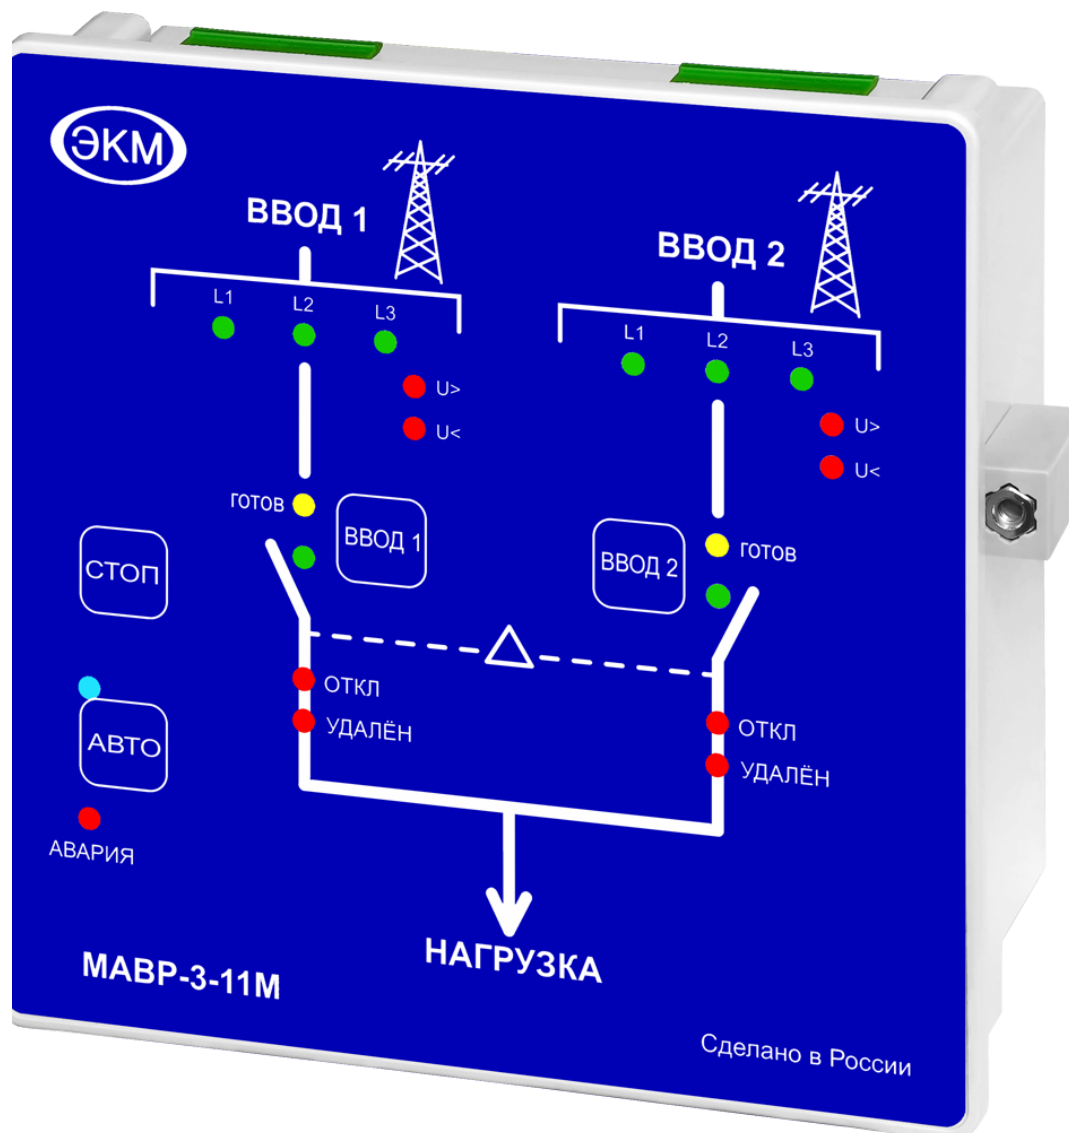 ЭКМ
ВВОД 1
ВВОД 2
L1
L2
L3
L1
L2
L3
U>
U<
U>
U<
ГОТОВ
ВВОД 1
ВВОД 2
ГОТОВ
СТОП
ОТКЛ
УДАЛЁН
ОТКЛ
УДАЛЁН
АВТО
АВАРИЯ
НАГРУЗКА
МАВР-3-11М
Сделано в России